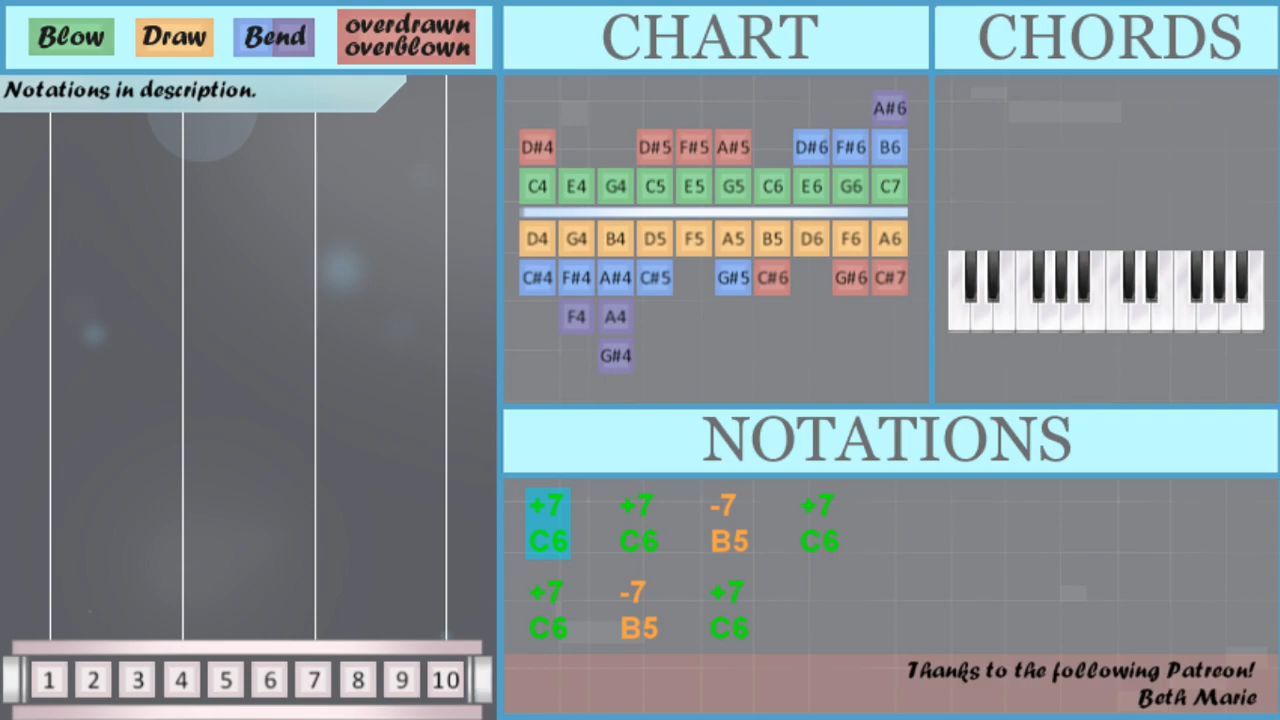 Blow Draw Bend overdrawn
overblown
CHART
CHORDS
Notations in description.
A#6
D#4 D#5 F#5 A#5 D#6 F#6 B6
C4 E4 G4 C5 E5 G5 C6 E6 G6 C7
D4 G4 B4 D5 F5 A5 B5 D6 F6 A6
C#4 F#4 A#4 C#5 G#5 C#6 G#6 C#7
F4 A4
G#4
NOTATIONS
+7 +7 -7 +7
C6 C6 B5 C6
+7 -7 +7
C6 B5 C6
Thanks to the following Patreon!
Beth Marie
1 2 3 4 5 6 7 8 9 10